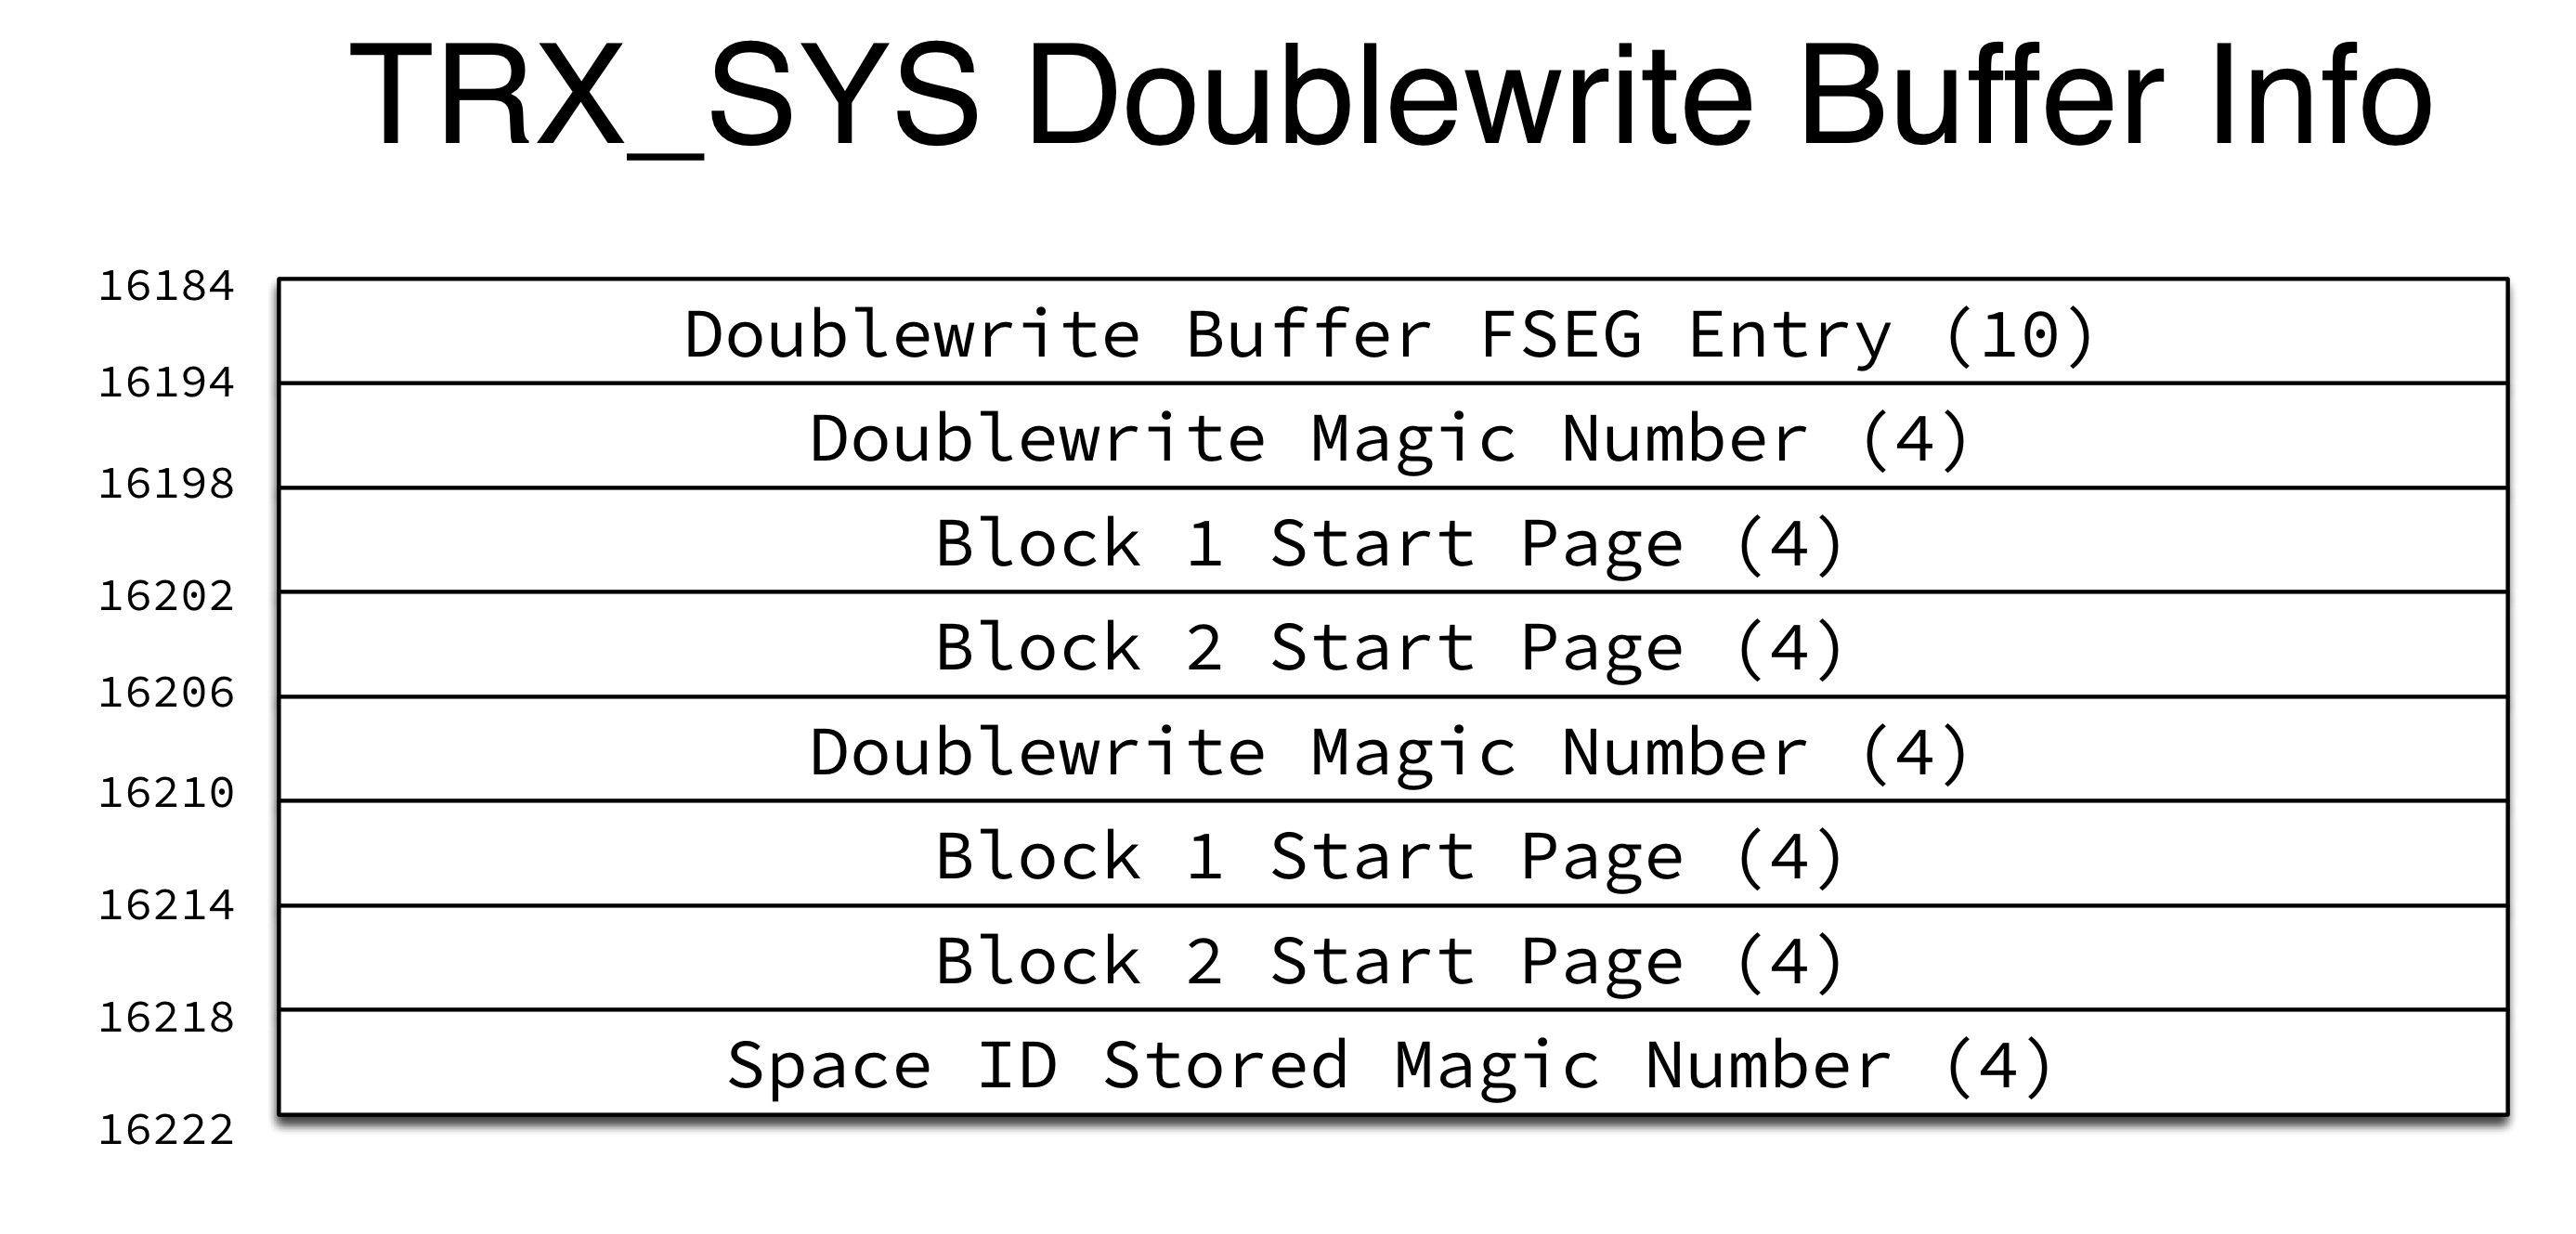 TRX_SYS Doublewrite Buffer Info
16184
Doublewrite Buffer FSEG Entry (10)
16194
Doublewrite Magic Number (4)
16198
Block 1 Start Page (4)
16202
Block 2 Start Page (4)
16206
Doublewrite Magic Number (4)
16210
Block 1 Start Page (4)
16214
Block 2 Start Page (4)
16218
Space ID Stored Magic Number (4)
16222